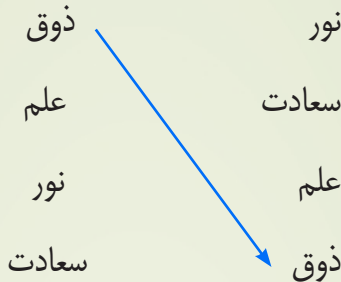 نور ذوق
سعادت علم
علم نور
ذوق سعادت